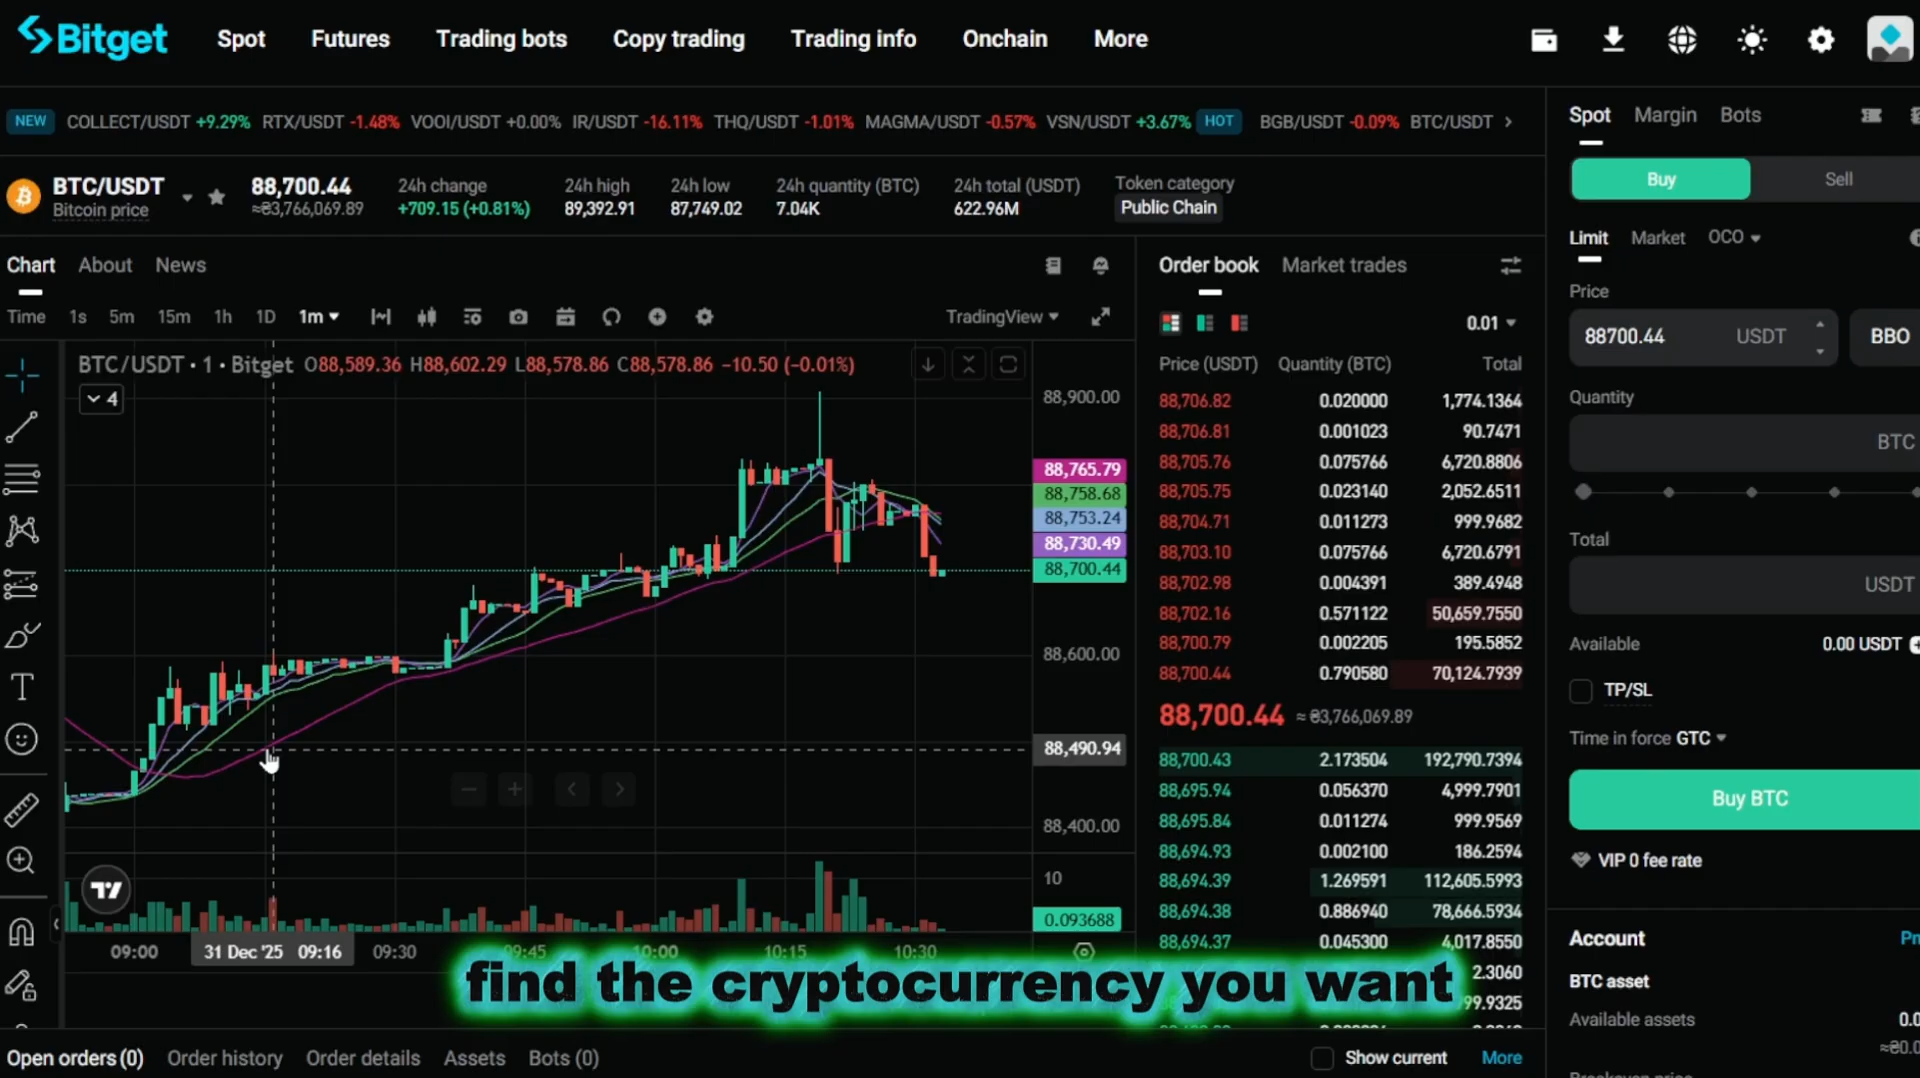 Bitget Spot Futures Trading bots Copy trading Trading info Onchain More
NEW COLLECT/USDT +9.29% RTX/USDT -1.48% VOOI/USDT +0.00% IR/USDT -16.11% THQ/USDT -1.01% MAGMA/USDT -0.57% VSN/USDT +3.67% HOT BGB/USDT -0.09% BTC/USDT
BTC/USDT
Bitcoin price
88,700.44
≈₴3,766,069.89
24h change
+709.15 (+0.81%)
24h high
89,392.91
24h low
87,749.02
24h quantity (BTC)
7.04K
24h total (USDT)
622.96M
Token category
Public Chain
Chart About News
Time 1s 5m 15m 1h 1D 1m
TradingView
BTC/USDT • 1 • Bitget O88,589.36 H88,602.29 L88,578.86 C88,578.86 −10.50 (−0.01%)
4
88,900.00
88,765.79
88,758.68
88,753.24
88,730.49
88,700.44
88,600.00
88,490.94
88,400.00
10
0.093688
09:00 31 Dec '25 09:16 09:30 09:45 10:00 10:15 10:30
Order book Market trades
0.01
Price (USDT) Quantity (BTC) Total
88,706.82 0.020000 1,774.1364
88,706.81 0.001023 90.7471
88,705.76 0.075766 6,720.8806
88,705.75 0.023140 2,052.6511
88,704.71 0.011273 999.9682
88,703.10 0.075766 6,720.6791
88,702.98 0.004391 389.4948
88,702.16 0.571122 50,659.7550
88,700.79 0.002205 195.5852
88,700.44 0.790580 70,124.7939
88,700.44 ≈₴3,766,069.89
88,700.43 2.173504 192,790.7394
88,695.94 0.056370 4,999.7901
88,695.84 0.011274 999.9569
88,694.93 0.002100 186.2594
88,694.39 1.269591 112,605.5993
88,694.38 0.886940 78,666.5934
88,694.37 0.045300 4,017.8550
2.3060
99.9325
find the cryptocurrency you want
Spot Margin Bots
Buy Sell
Limit Market OCO
Price
88700.44 USDT BBO
Quantity
BTC
Total
USDT
Available 0.00 USDT
TP/SL
Time in force GTC
Buy BTC
VIP 0 fee rate
Account
BTC asset
Available assets
Open orders (0) Order history Order details Assets Bots (0) Show current More